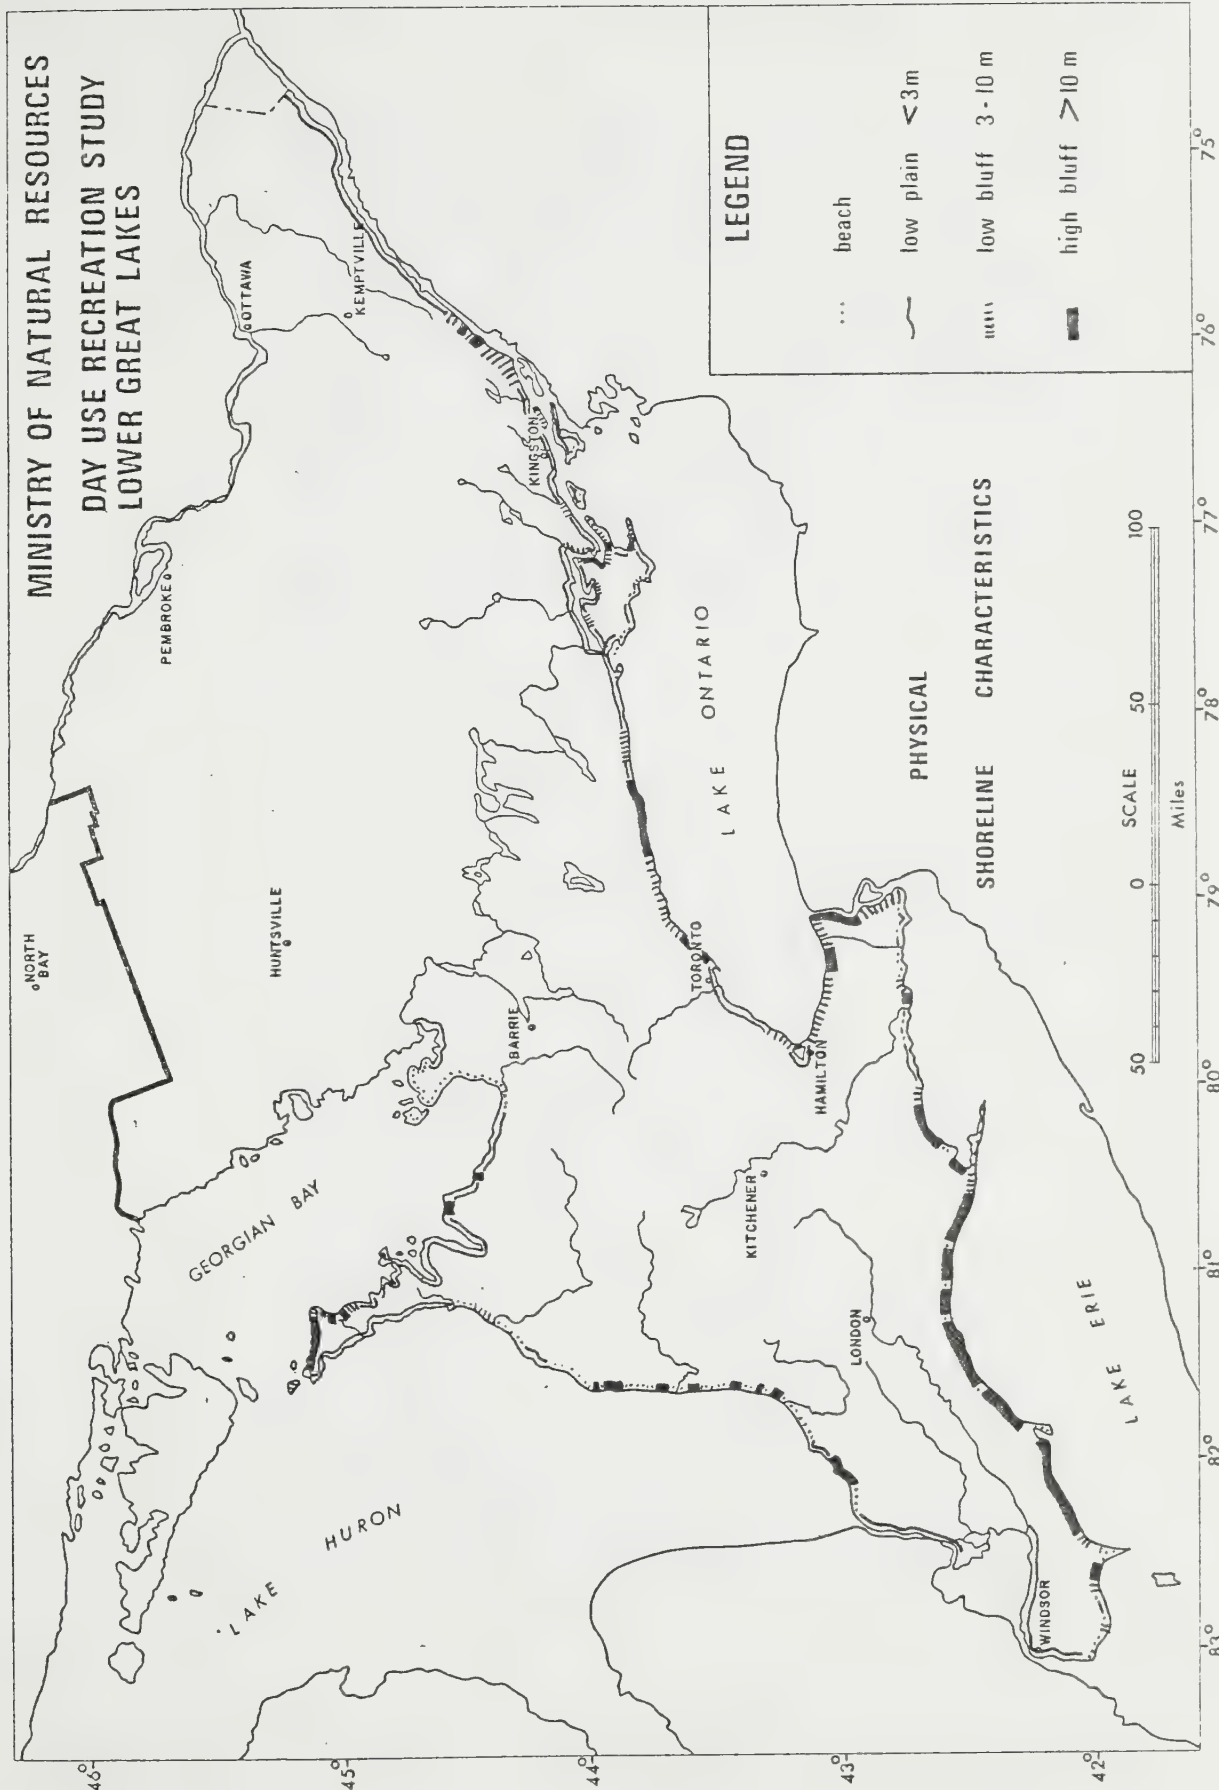 MINISTRY OF NATURAL RESOURCES
DAY USE RECREATION STUDY
LOWER GREAT LAKES
NORTH
BAY
PEMBROKE
OTTAWA
KEMPTVILLE
HUNTSVILLE
GEORGIAN BAY
BARRIE
KINGSTON
LAKE HURON
TORONTO
LAKE ONTARIO
HAMILTON
KITCHENER
LONDON
WINDSOR
LAKE ERIE
PHYSICAL
SHORELINE CHARACTERISTICS
SCALE
50 0 50 100
Miles
LEGEND
beach
low plain <3m
low bluff 3-10 m
high bluff >10 m
46°
45°
44°
43°
42°
83° 82° 81° 80° 79° 78° 77° 76° 75°